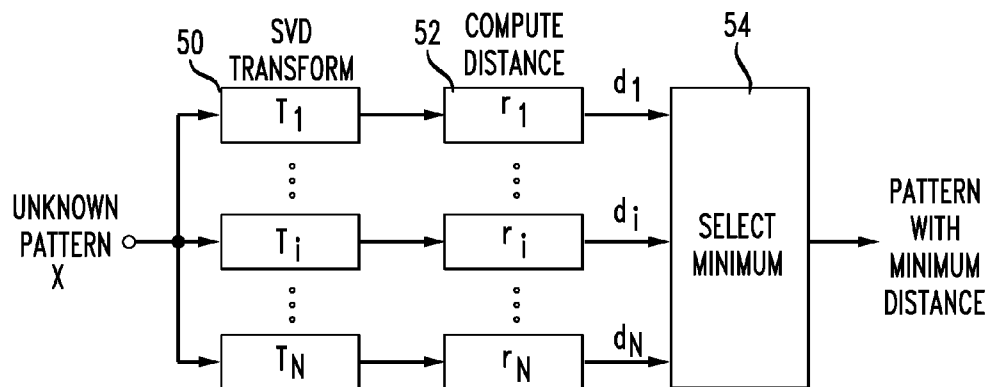 50
SVD
TRANSFORM
52
COMPUTE
DISTANCE
54
T1
r1
d1
UNKNOWN
PATTERN
X
Ti
ri
di
SELECT
MINIMUM
PATTERN
WITH
MINIMUM
DISTANCE
TN
rN
dN